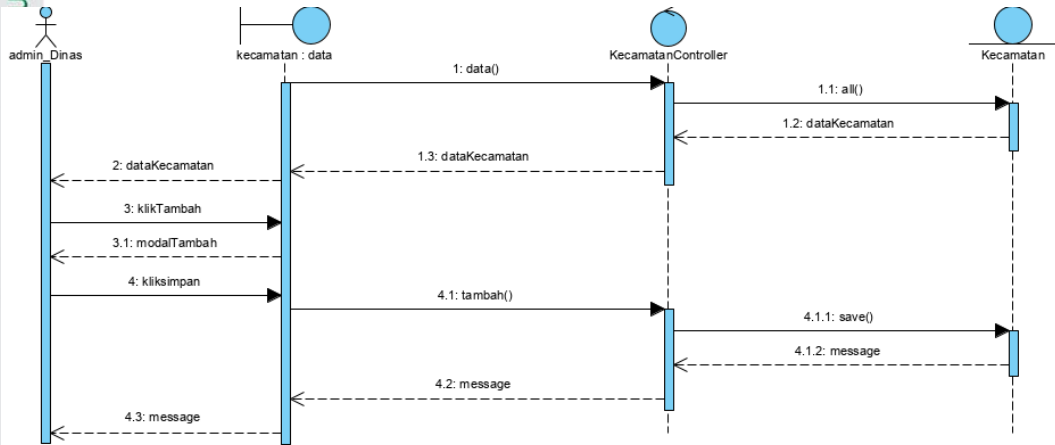 admin_Dinas
kecamatan : data
KecamatanController
Kecamatan
1: data()
1.1: all()
1.2: dataKecamatan
1.3: dataKecamatan
2: dataKecamatan
3: klikTambah
3.1: modalTambah
4: kliksimpan
4.1: tambah()
4.1.1: save()
4.1.2: message
4.2: message
4.3: message